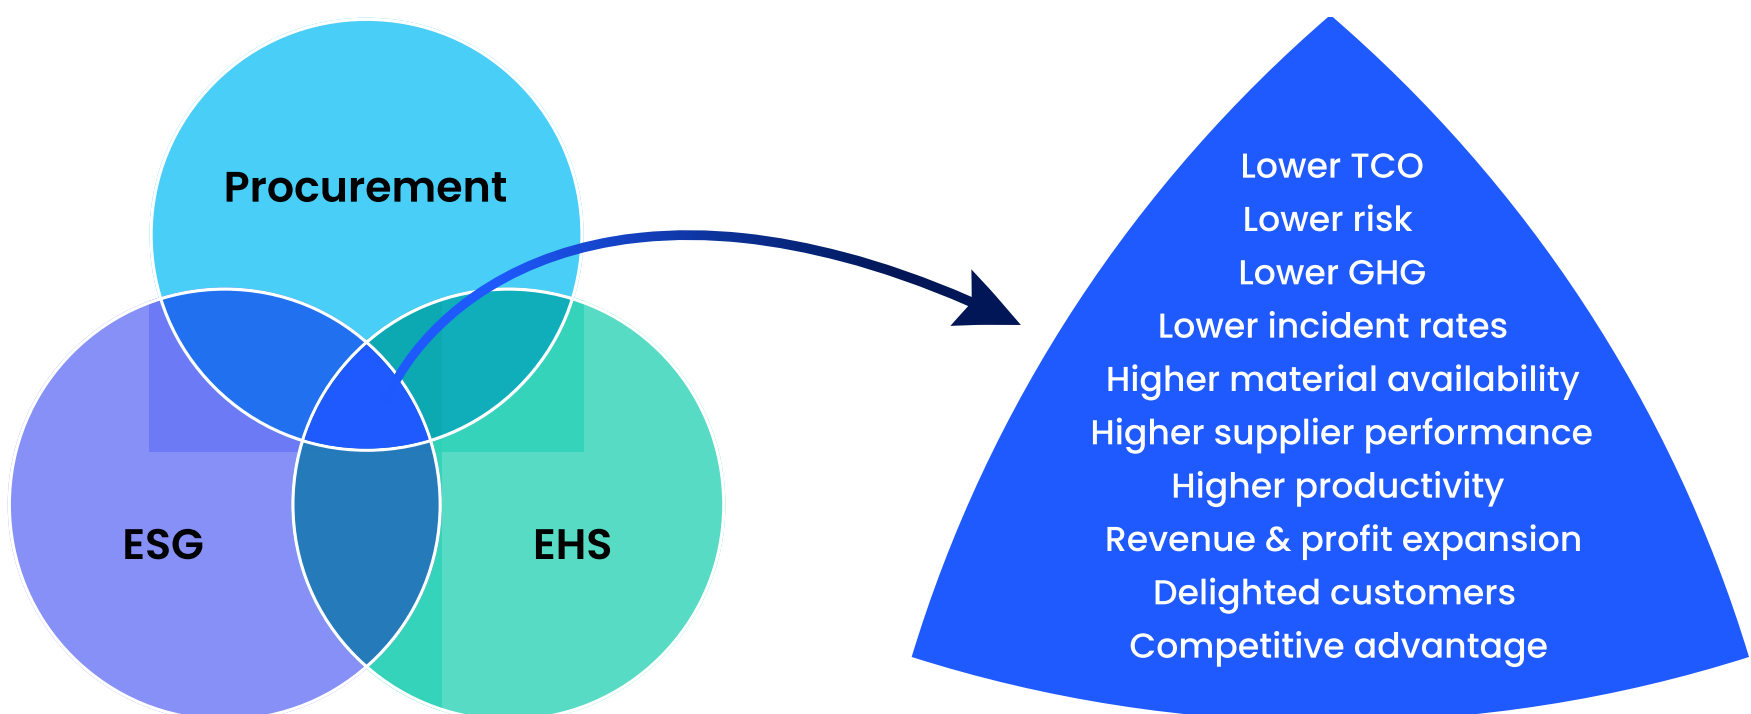 Procurement
ESG
EHS
Lower TCO
Lower risk
Lower GHG
Lower incident rates
Higher material availability
Higher supplier performance
Higher productivity
Revenue & profit expansion
Delighted customers
Competitive advantage